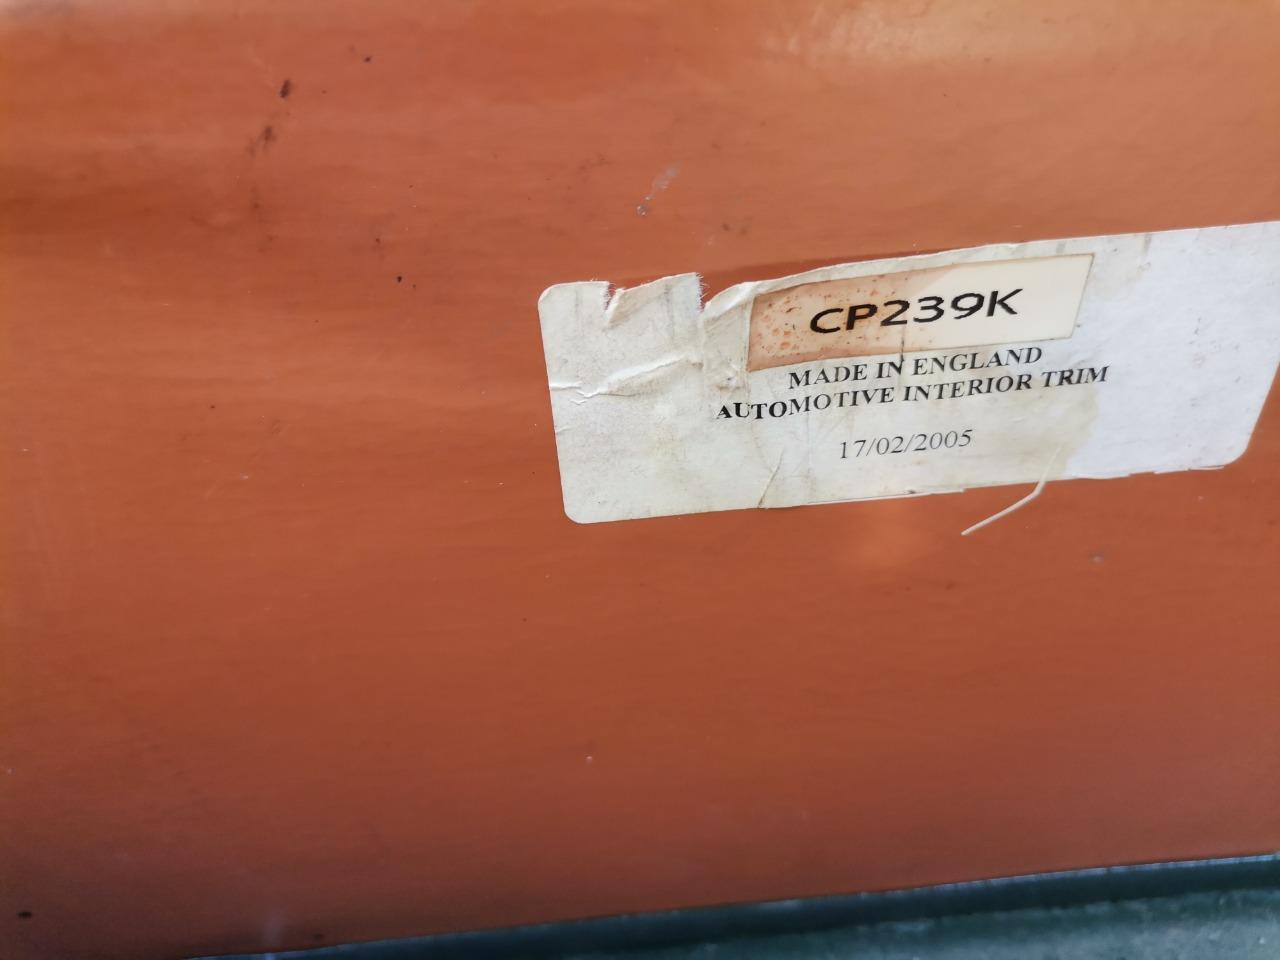 CP239K
MADE IN ENGLAND
AUTOMOTIVE INTERIOR TRIM
17/02/2005